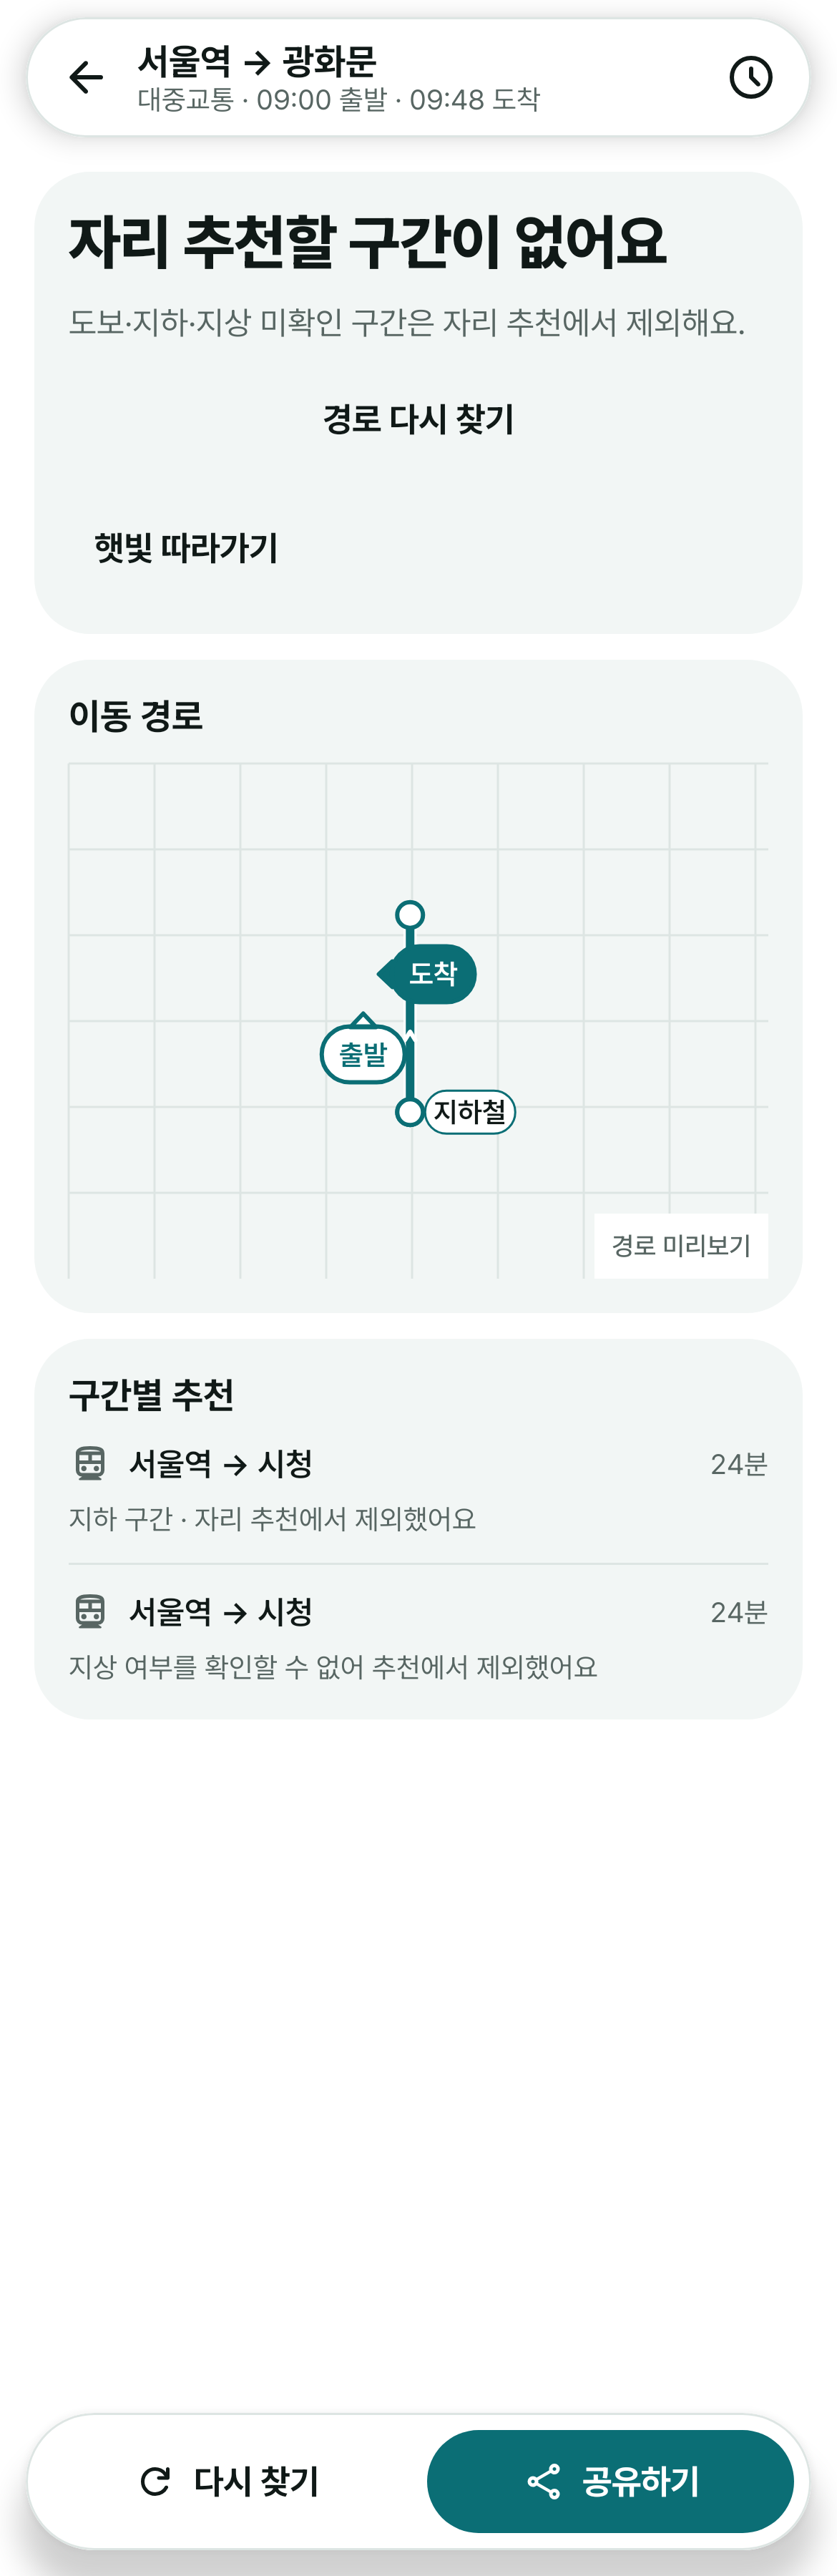 서울역 → 광화문
대중교통 · 09:00 출발 · 09:48 도착
자리 추천할 구간이 없어요
도보·지하·지상 미확인 구간은 자리 추천에서 제외해요.
경로 다시 찾기
햇빛 따라가기
이동 경로
도착
출발
지하철
경로 미리보기
구간별 추천
서울역 → 시청 24분
지하 구간 · 자리 추천에서 제외했어요
서울역 → 시청 24분
지상 여부를 확인할 수 없어 추천에서 제외했어요
다시 찾기 공유하기